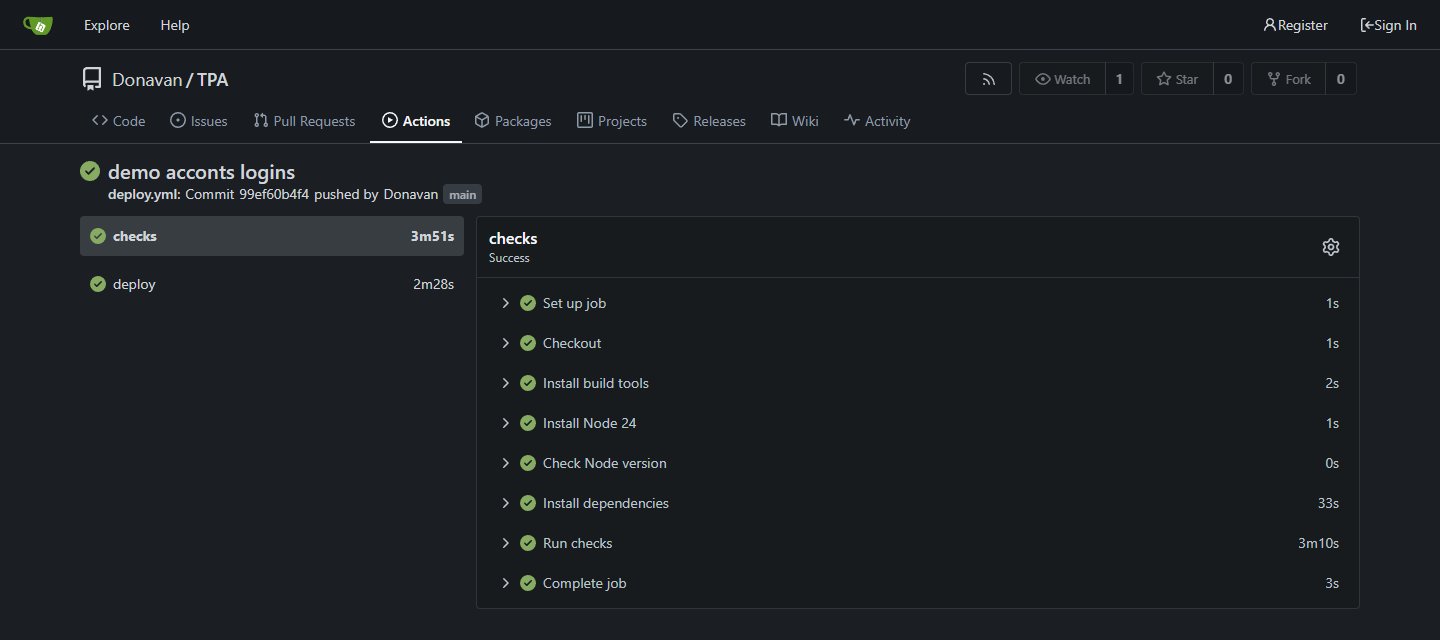 Explore Help Register Sign In
Donavan / TPA Watch 1 Star 0 Fork 0
Code Issues Pull Requests Actions Packages Projects Releases Wiki Activity
demo acconts logins
deploy.yml: Commit 99ef60b4f4 pushed by Donavan main
checks 3m51s
deploy 2m28s
checks
Success
Set up job 1s
Checkout 1s
Install build tools 2s
Install Node 24 1s
Check Node version 0s
Install dependencies 33s
Run checks 3m10s
Complete job 3s